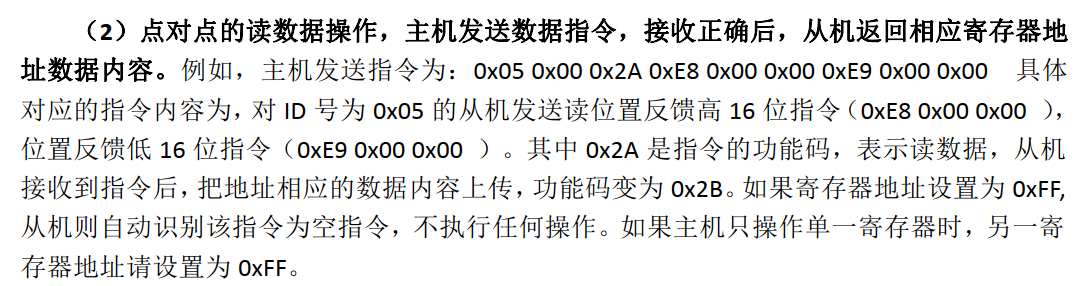 （2）点对点的读数据操作，主机发送数据指令，接收正确后，从机返回相应寄存器地
址数据内容。例如，主机发送指令为：0x05 0x00 0x2A 0xE8 0x00 0x00 0xE9 0x00 0x00 具体
对应的指令内容为，对 ID 号为 0x05 的从机发送读位置反馈高 16 位指令（0xE8 0x00 0x00 ），
位置反馈低 16 位指令（0xE9 0x00 0x00 ）。其中 0x2A 是指令的功能码，表示读数据，从机
接收到指令后，把地址相应的数据内容上传，功能码变为 0x2B。如果寄存器地址设置为 0xFF,
从机则自动识别该指令为空指令，不执行任何操作。如果主机只操作单一寄存器时，另一寄
存器地址请设置为 0xFF。